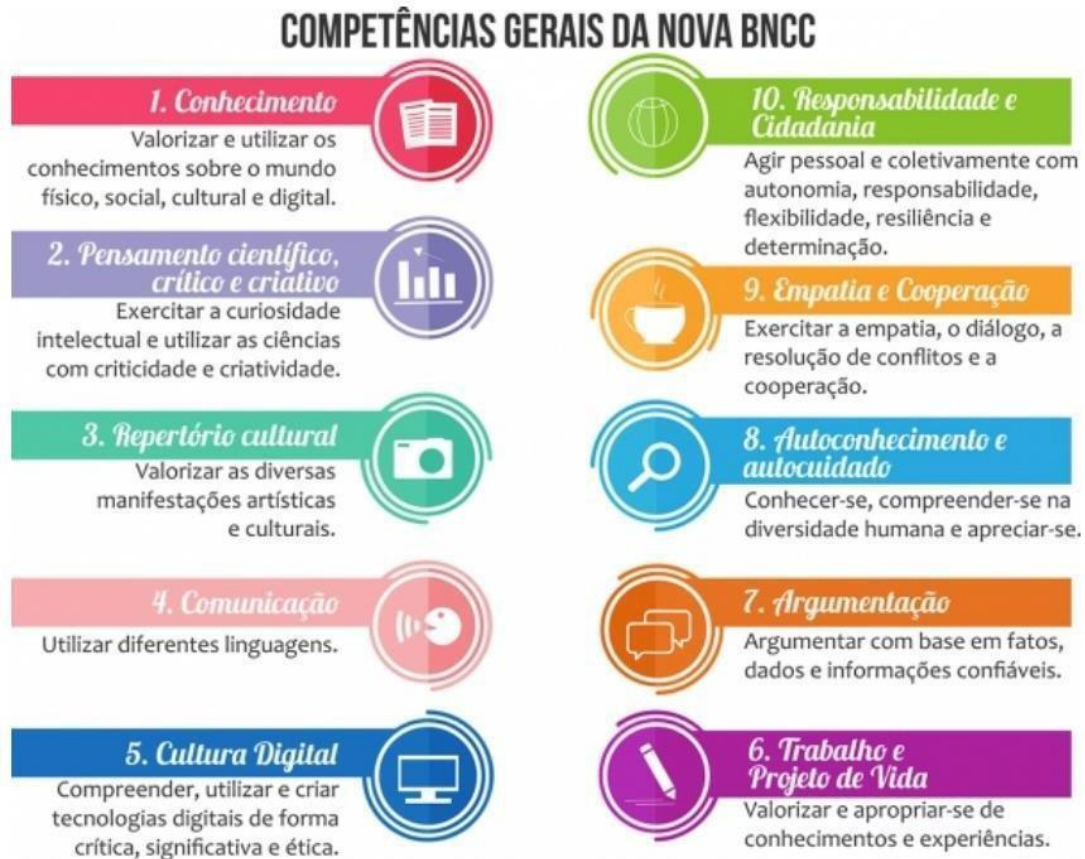 COMPETÊNCIAS GERAIS DA NOVA BNCC
1. Conhecimento
Valorizar e utilizar os
conhecimentos sobre o mundo
físico, social, cultural e digital.
2. Pensamento científico,
crítico e criativo
Exercitar a curiosidade
intelectual e utilizar as ciências
com criticidade e criatividade.
3. Repertório cultural
Valorizar as diversas
manifestações artísticas
e culturais.
4. Comunicação
Utilizar diferentes linguagens.
5. Cultura Digital
Compreender, utilizar e criar
tecnologias digitais de forma
crítica, significativa e ética.
10. Responsabilidade e
Cidadania
Agir pessoal e coletivamente com
autonomia, responsabilidade,
flexibilidade, resiliência e
determinação.
9. Empatia e Cooperação
Exercitar a empatia, o diálogo, a
resolução de conflitos e a
cooperação.
8. Autoconhecimento e
autocuidado
Conhecer-se, compreender-se na
diversidade humana e apreciar-se.
7. Argumentação
Argumentar com base em fatos,
dados e informações confiáveis.
6. Trabalho e
Projeto de Vida
Valorizar e apropriar-se de
conhecimentos e experiências.